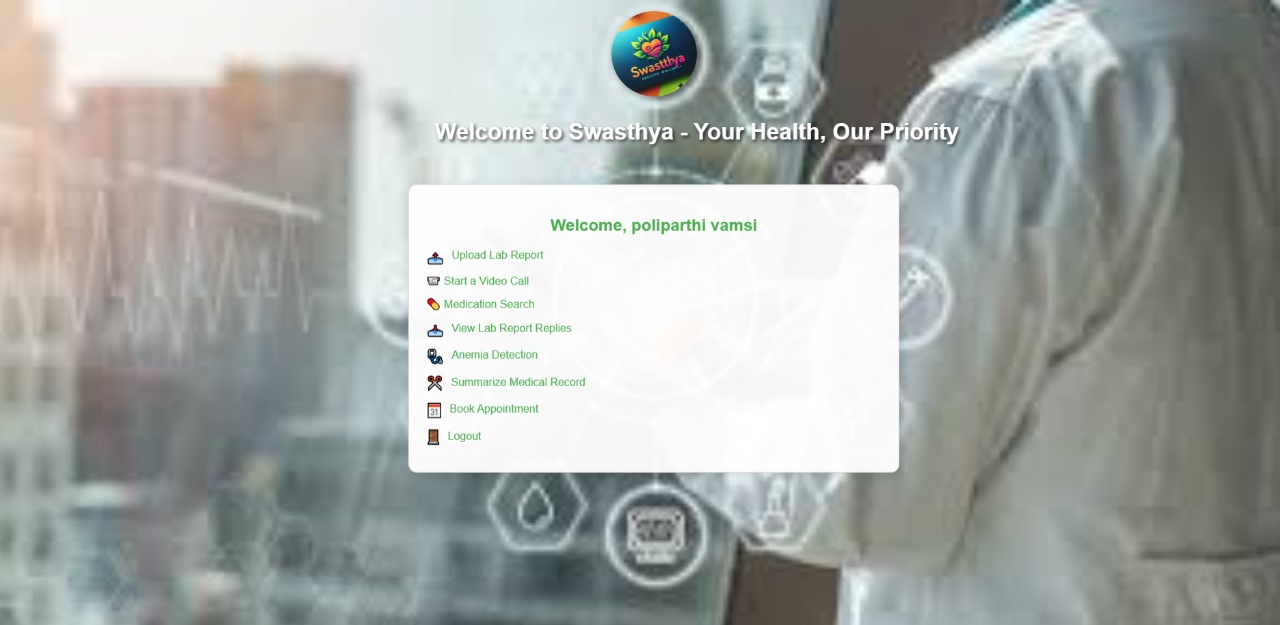 Swastthya
Welcome to Swasthya - Your Health, Our Priority
Welcome, poliparthi vamsi
Upload Lab Report
Start a Video Call
Medication Search
View Lab Report Replies
Anemia Detection
Summarize Medical Record
31
Book Appointment
Logout